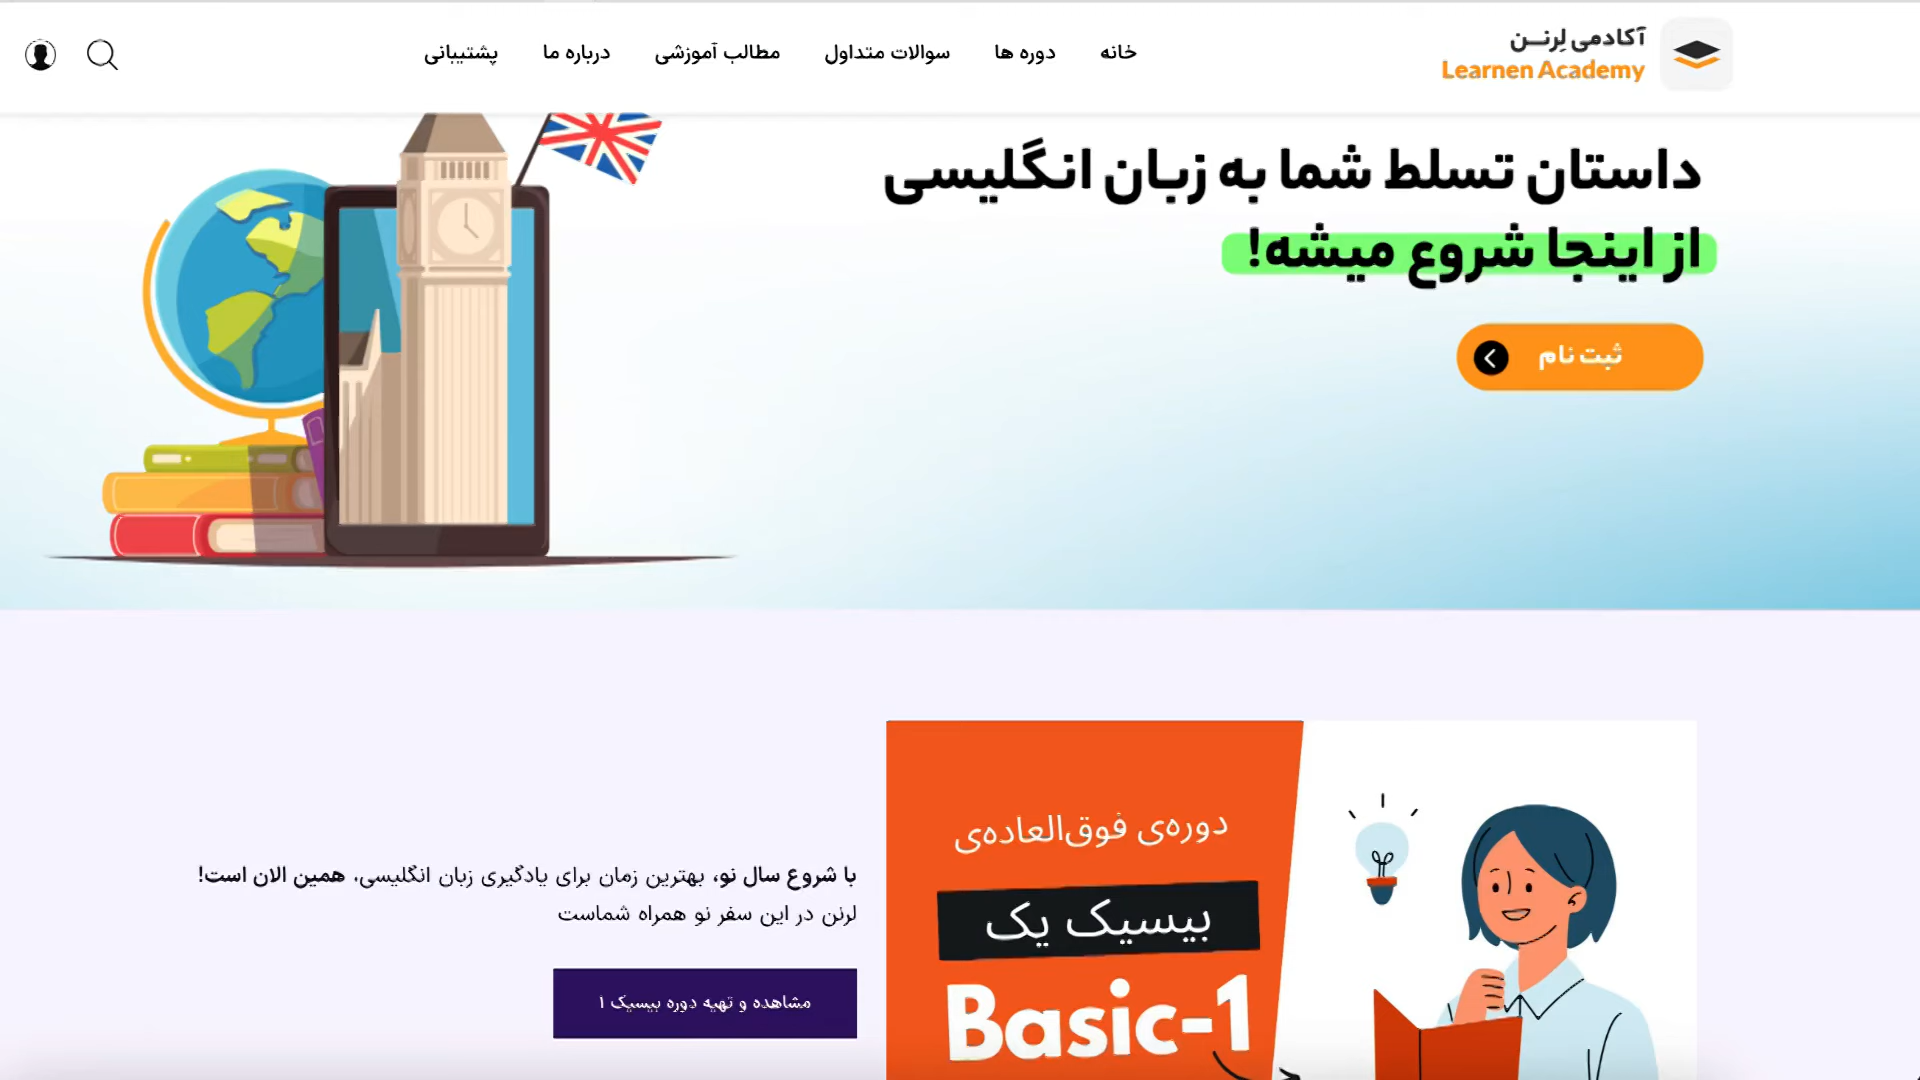 آکادمی لِرنــن
Learnen Academy
خانه
دوره ها
سوالات متداول
مطالب آموزشی
درباره ما
پشتیبانی
داستان تسلط شما به زبان انگلیسی
از اینجا شروع میشه!
ثبت نام
دوره‌ی فوق‌العاده‌ی
بیسیک یک
Basic-1
با شروع سال نو، بهترین زمان برای یادگیری زبان انگلیسی، همین الان است!
لرنن در این سفر نو همراه شماست
مشاهده و تهیه دوره بیسیک ۱